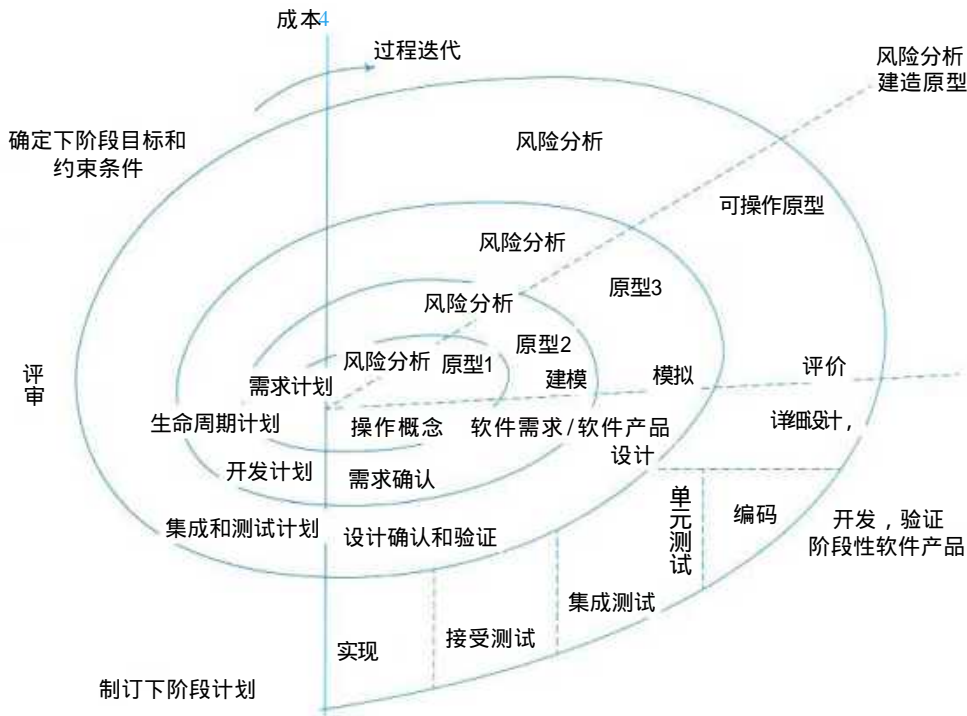 成本4
过程迭代
风险分析
建造原型
确定下阶段目标和
约束条件
风险分析
可操作原型
风险分析
原型3
风险分析
原型2
风险分析
原型1
建模
模拟
评价
评审
需求计划
生命周期计划
操作概念
软件需求/软件产品
设计
详细设计，
开发计划
需求确认
集成和测试计划
设计确认和验证
单元测试
编码
开发，验证
阶段性软件产品
集成测试
接受测试
实现
制订下阶段计划